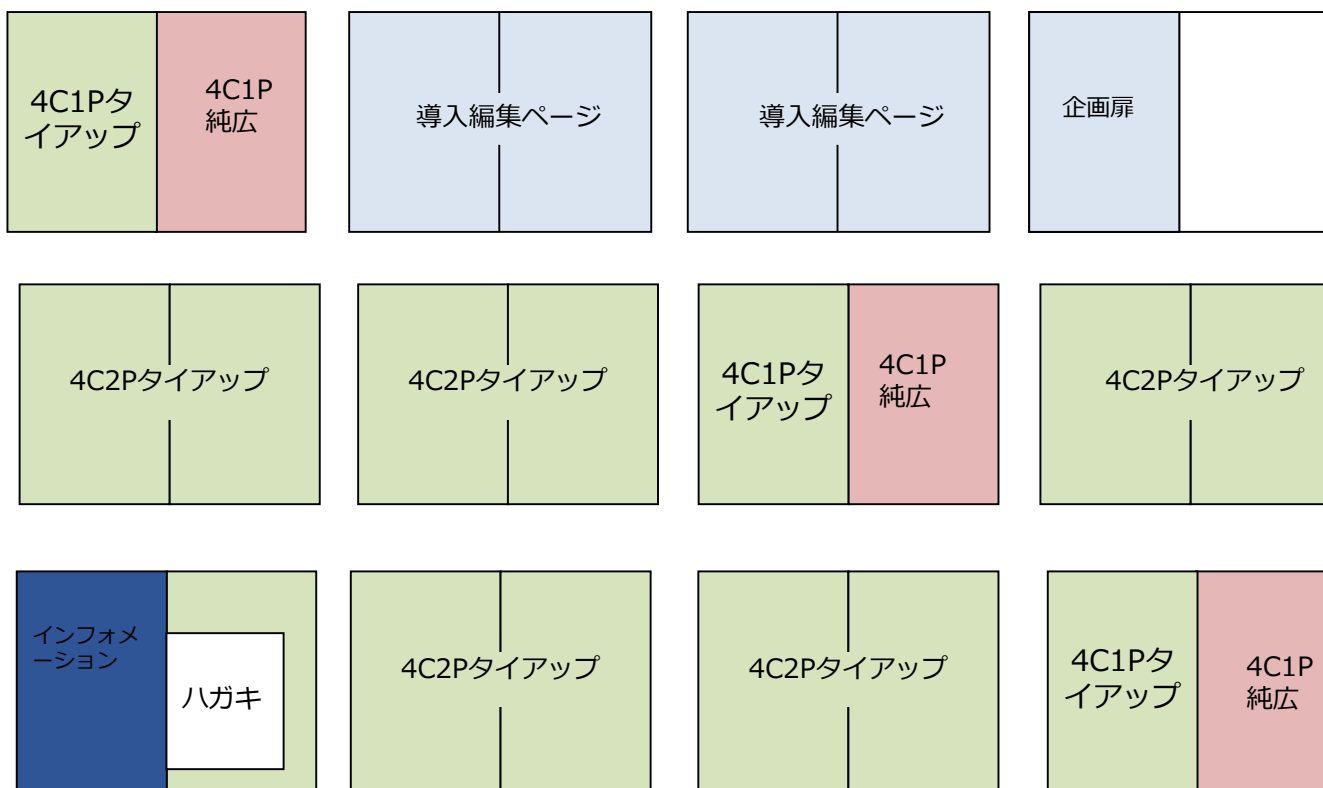 4C1Pタ
イアップ
4C1P
純広
導入編集ページ
導入編集ページ
企画扉
4C2Pタイアップ
4C2Pタイアップ
4C1Pタ
イアップ
4C1P
純広
4C2Pタイアップ
インフォメ
ーション
ハガキ
4C2Pタイアップ
4C2Pタイアップ
4C1Pタ
イアップ
4C1P
純広